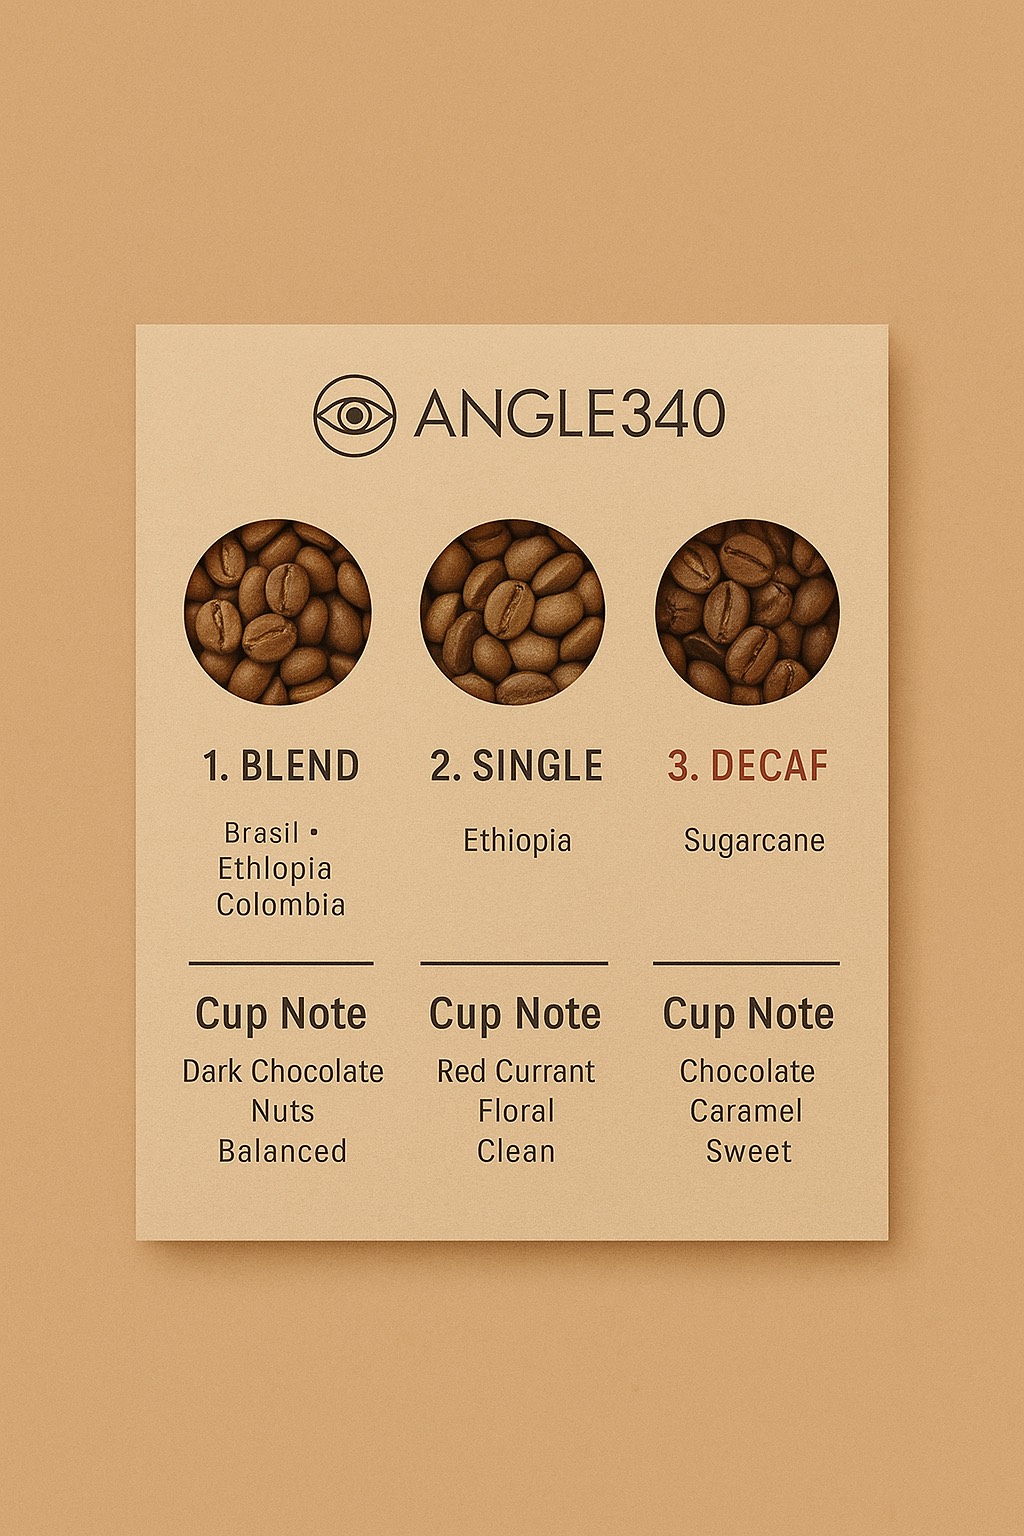 ANGLE340
1. BLEND
Brasil •
Ethlopia
Colombia
Cup Note
Dark Chocolate
Nuts
Balanced
2. SINGLE
Ethiopia
Cup Note
Red Currant
Floral
Clean
3. DECAF
Sugarcane
Cup Note
Chocolate
Caramel
Sweet